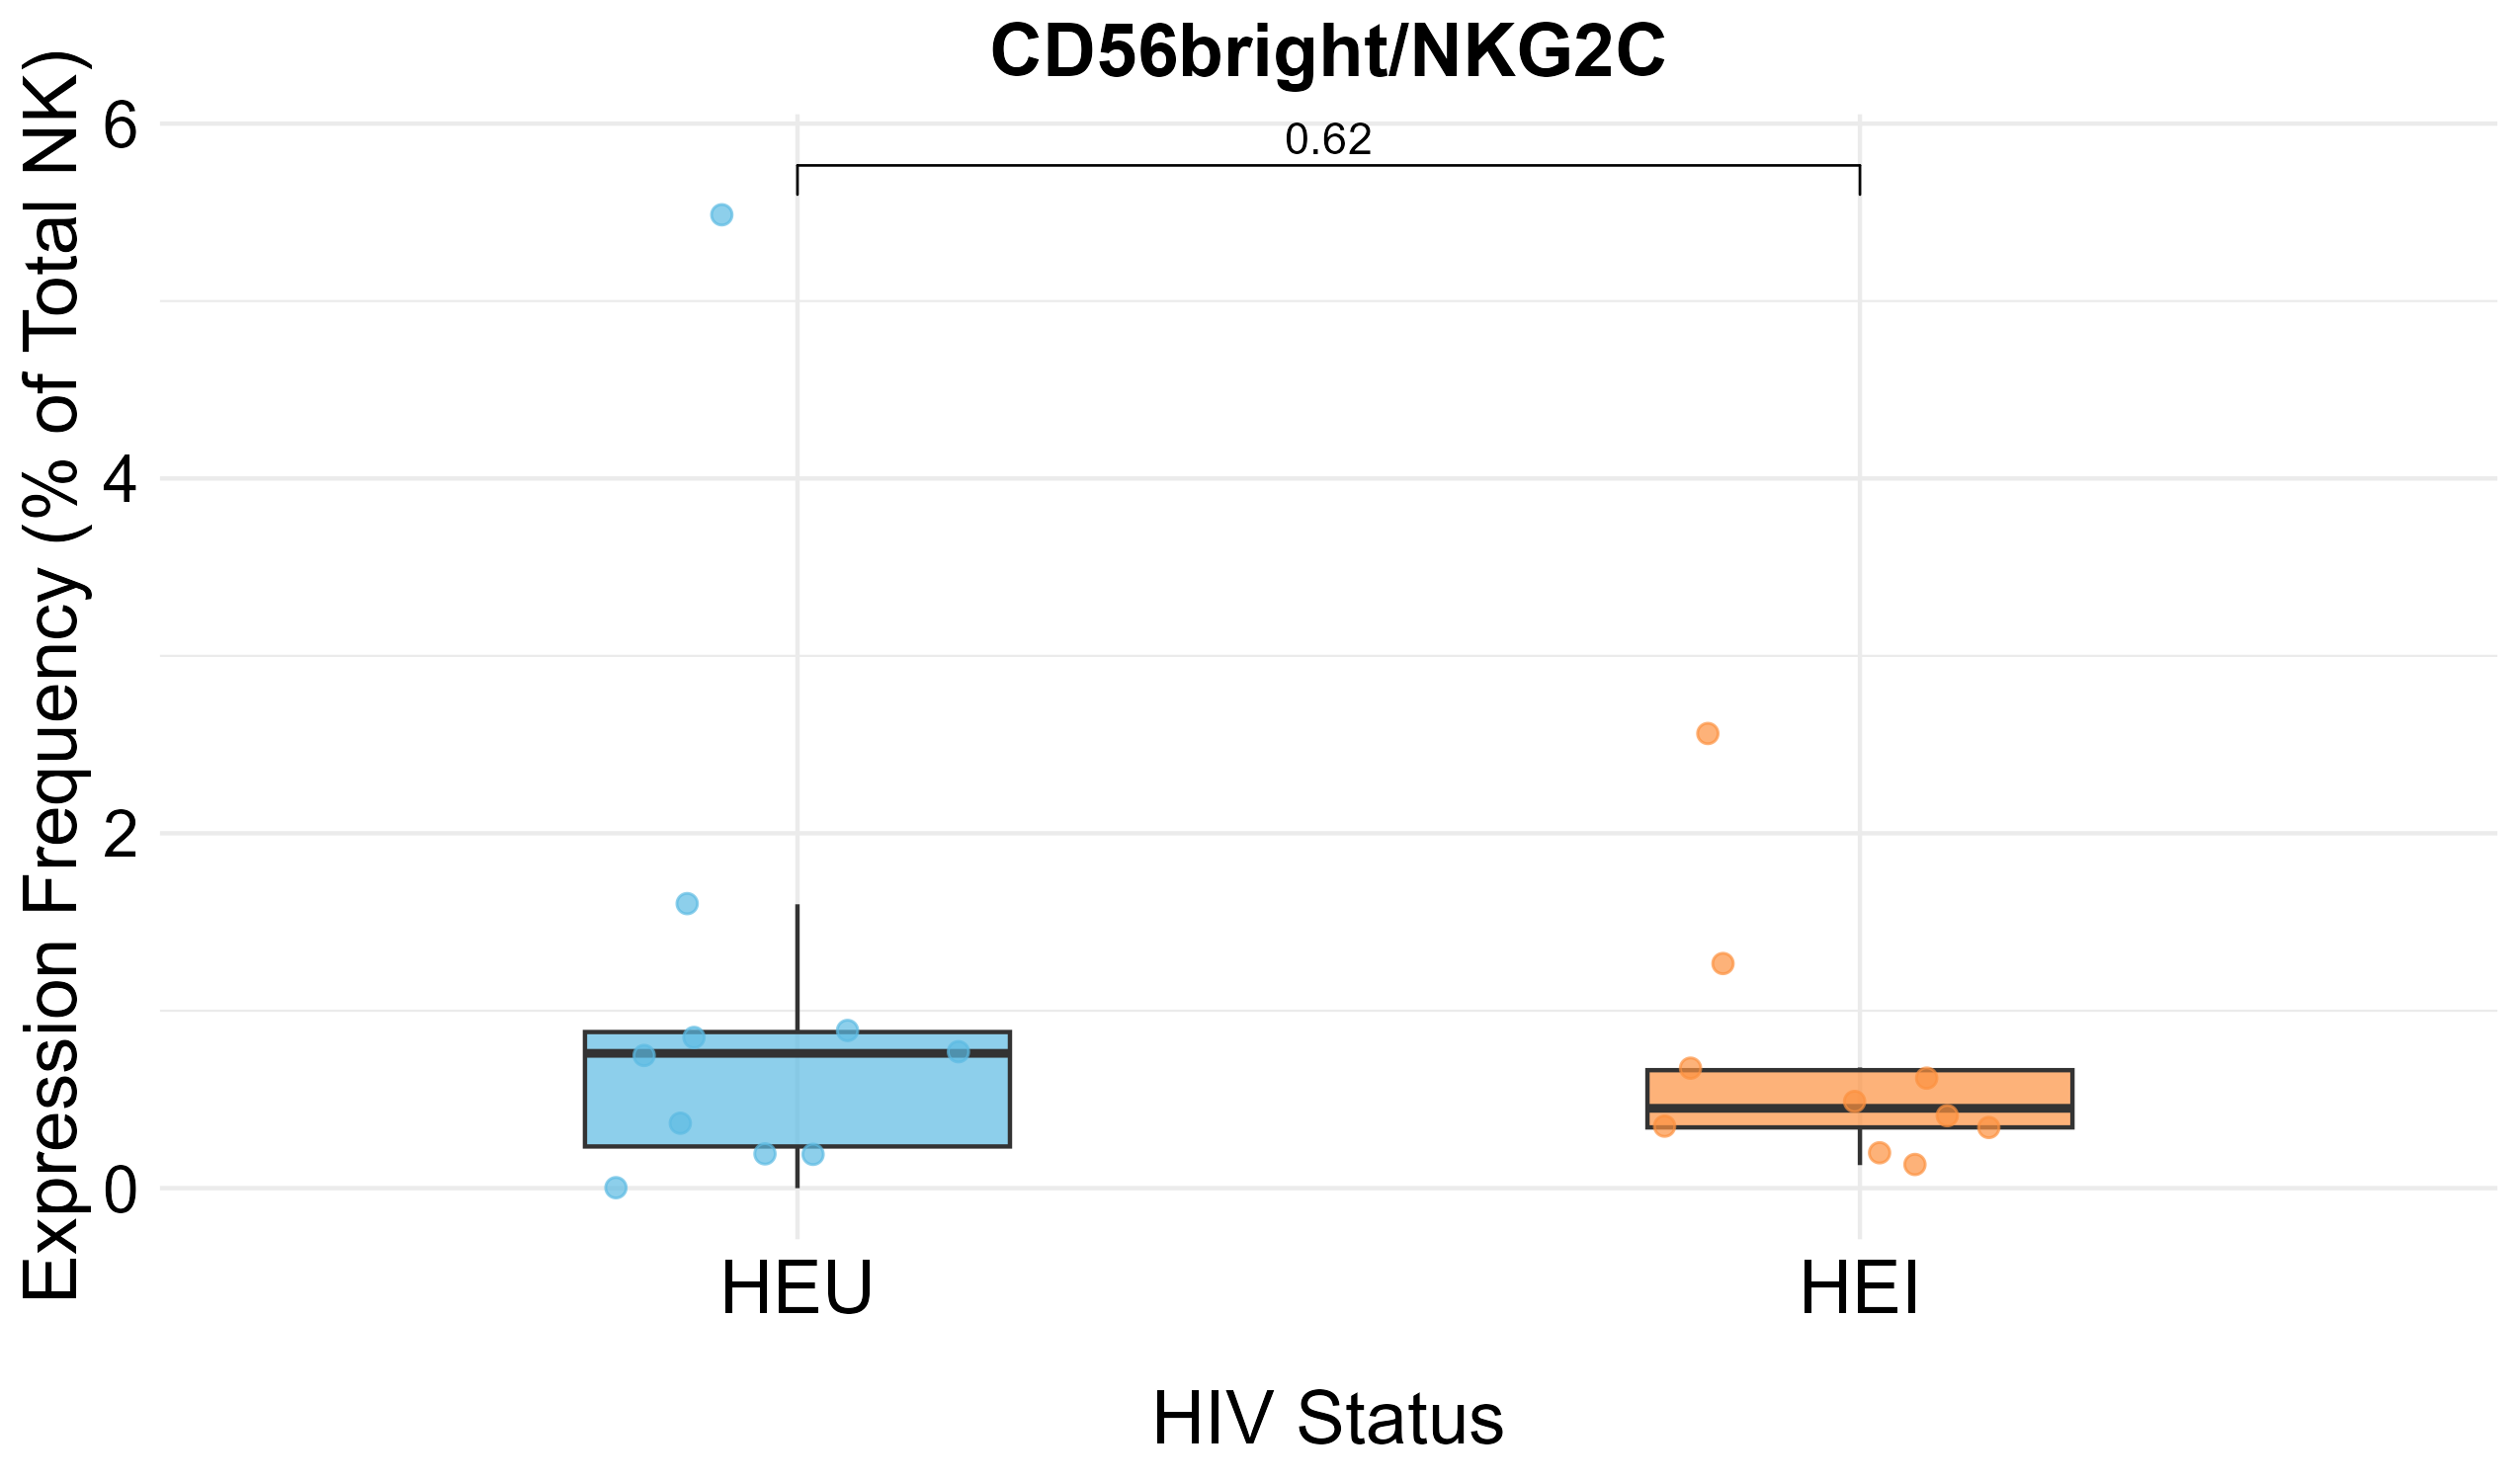 CD56bright/NKG2C
Expression Frequency (% of Total NK)
6
4
2
0
0.62
HEU
HEI
HIV Status